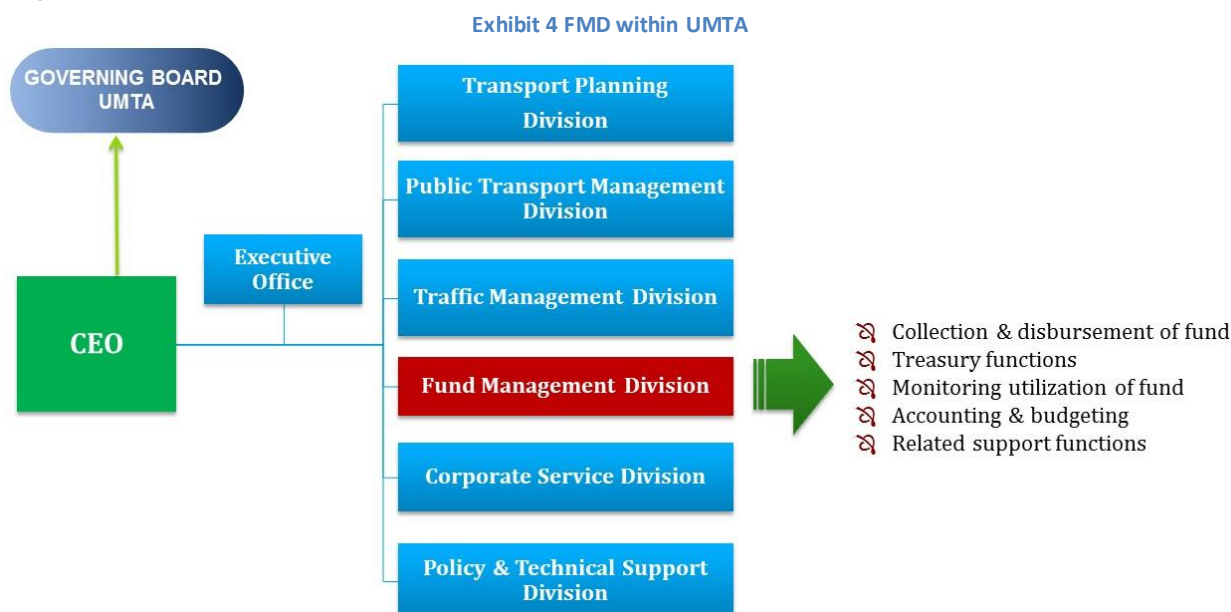 Exhibit 4 FMD within UMTA
GOVERNING BOARD
UMTA
CEO
Executive
Office
Transport Planning
Division
Public Transport Management
Division
Traffic Management Division
Fund Management Division
Corporate Service Division
Policy & Technical Support
Division
Collection & disbursement of fund
Treasury functions
Monitoring utilization of fund
Accounting & budgeting
Related support functions